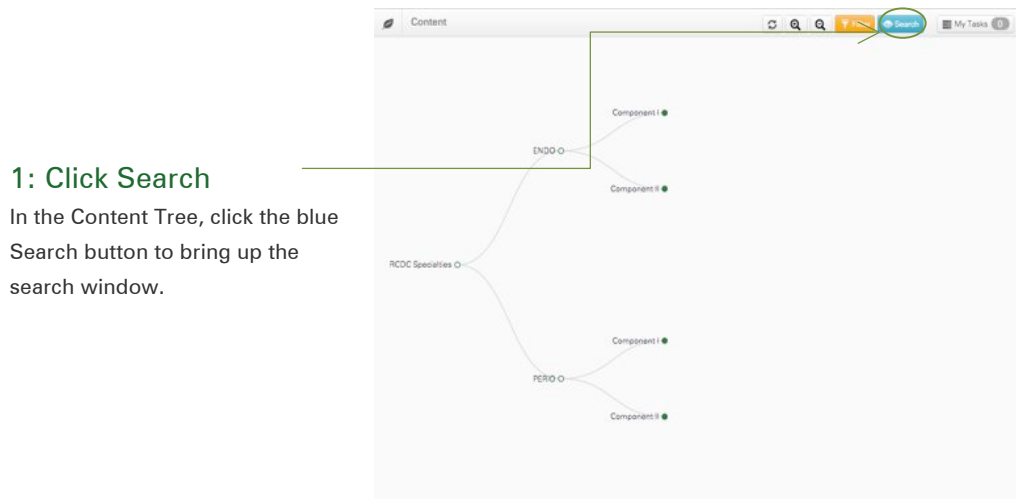 Content
Search
My Tasks 0
1: Click Search
In the Content Tree, click the blue
Search button to bring up the
search window.
Component I
ENDO
Component II
RCDC Specialties
Component I
PERIO
Component II